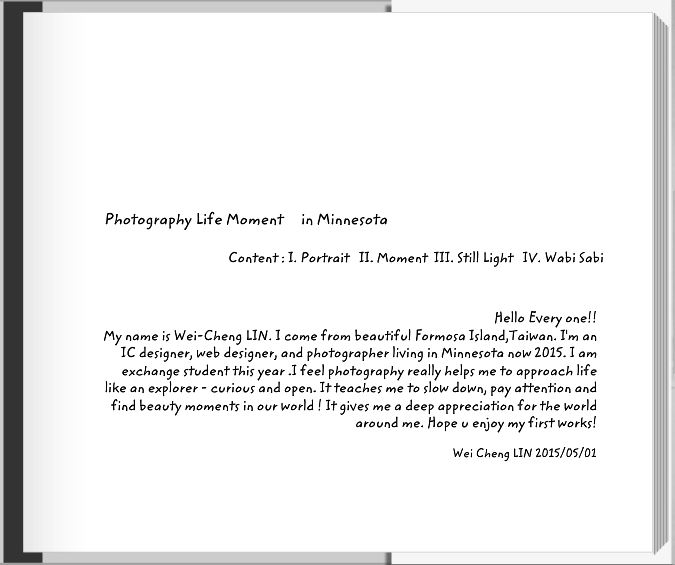 Photography Life Moment in Minnesota
Content : I. Portrait II. Moment III. Still Light IV. Wabi Sabi
Hello Every one!!
My name is Wei-Cheng LIN. I come from beautiful Formosa Island,Taiwan. I'm an
IC designer, web designer, and photographer living in Minnesota now 2015. I am
exchange student this year .I feel photography really helps me to approach life
like an explorer - curious and open. It teaches me to slow down, pay attention and
find beauty moments in our world ! It gives me a deep appreciation for the world
around me. Hope u enjoy my first works!
Wei Cheng LIN 2015/05/01